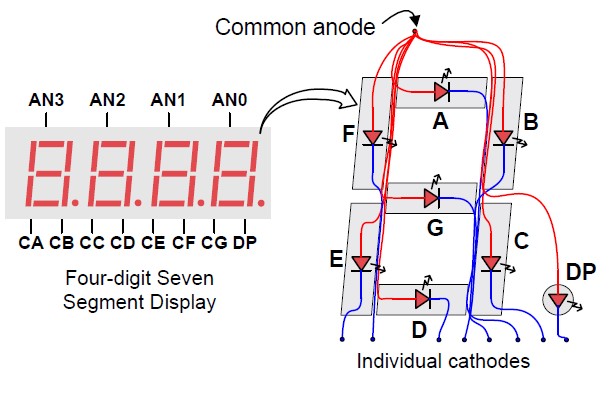 Common anode
AN3 AN2 AN1 AN0
A
F
B
G
E
C
D
DP
CA CB CC CD CE CF CG DP
Four-digit Seven
Segment Display
Individual cathodes